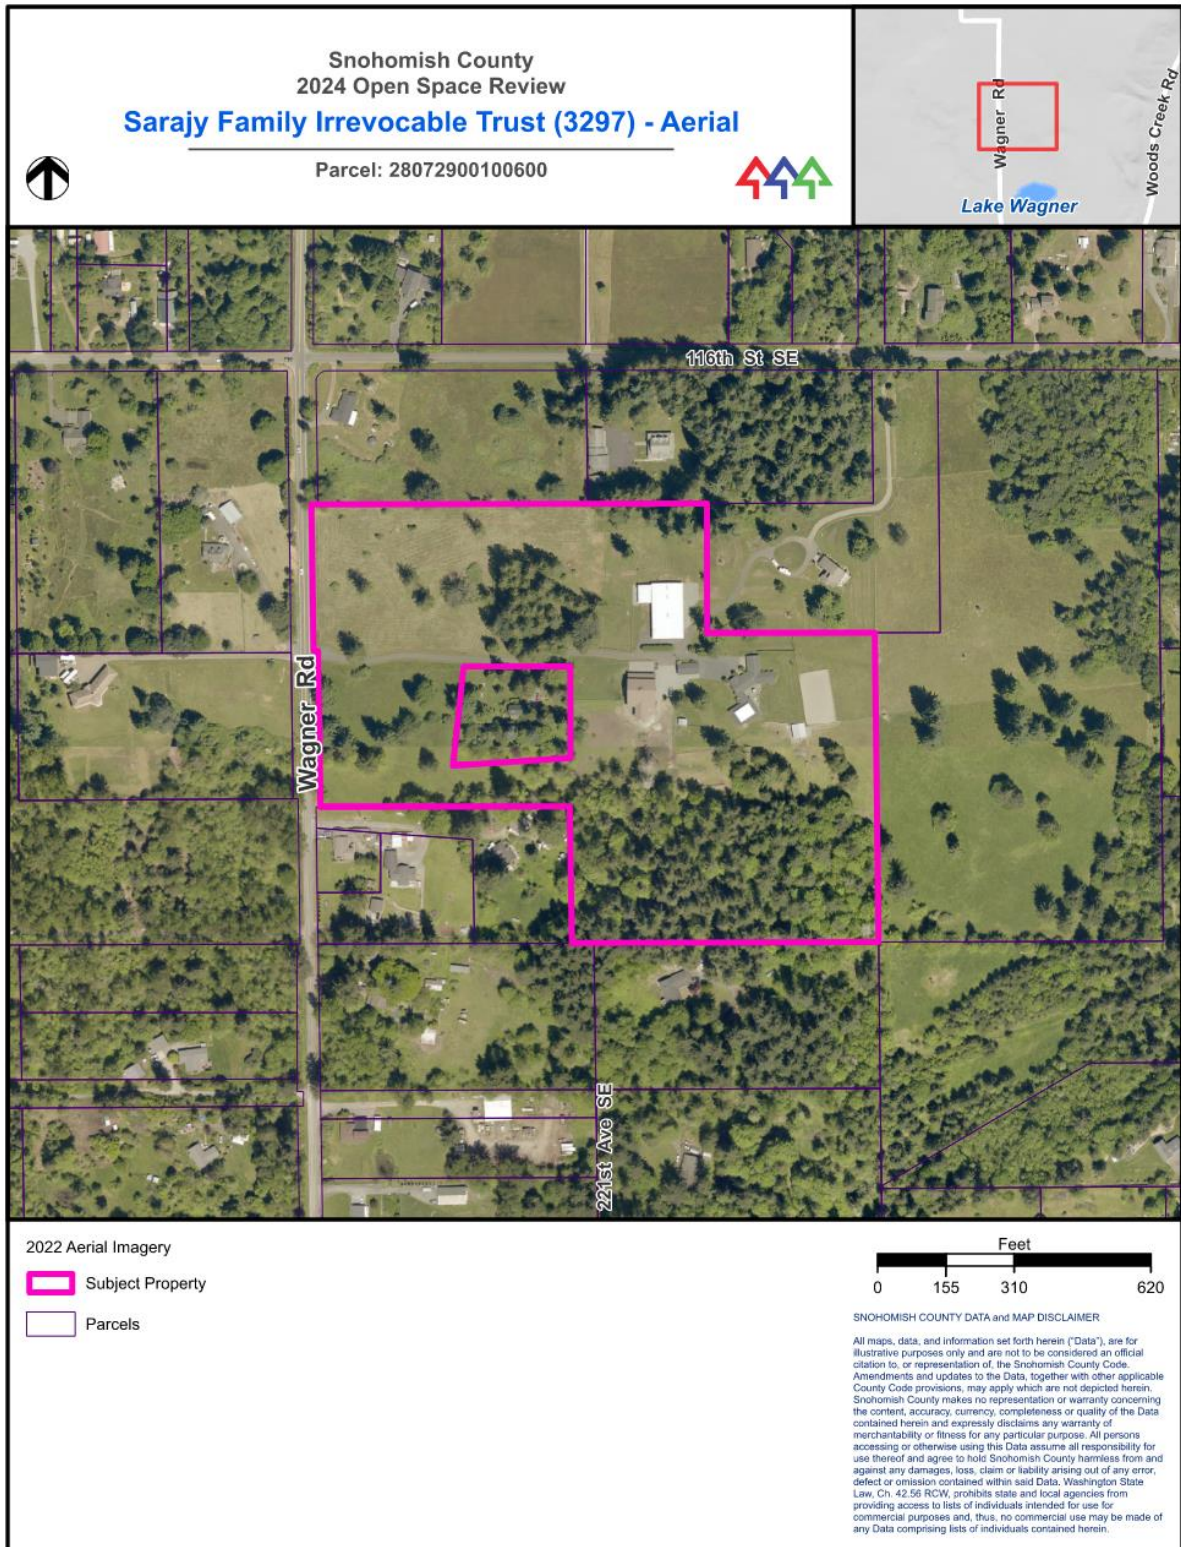 Snohomish County
2024 Open Space Review
Sarajy Family Irrevocable Trust (3297) - Aerial
Parcel: 28072900100600
Wagner Rd
Woods Creek Rd
Lake Wagner
116th St SE
Wagner Rd
221st Ave SE
2022 Aerial Imagery
Subject Property
Parcels
Feet
0 155 310 620
SNOHOMISH COUNTY DATA and MAP DISCLAIMER
All maps, data, and information set forth herein ("Data"), are for
illustrative purposes only and are not to be considered an official
citation to, or representation of, the Snohomish County Code.
Amendments and updates to the Data, together with other applicable
County Code provisions, may apply which are not depicted herein.
Snohomish County makes no representation or warranty concerning
the content, accuracy, currency, completeness or quality of the Data
contained herein and expressly disclaims any warranty of
merchantability or fitness for any particular purpose. All persons
accessing or otherwise using this Data assume all responsibility for
use thereof and agree to hold Snohomish County harmless from and
against any damages, loss, claim or liability arising out of any error,
defect or omission contained within said Data. Washington State
Law, Ch. 42.56 RCW, prohibits state and local agencies from
providing access to lists of individuals intended for use for
commercial purposes and, thus, no commercial use may be made of
any Data comprising lists of individuals contained herein.